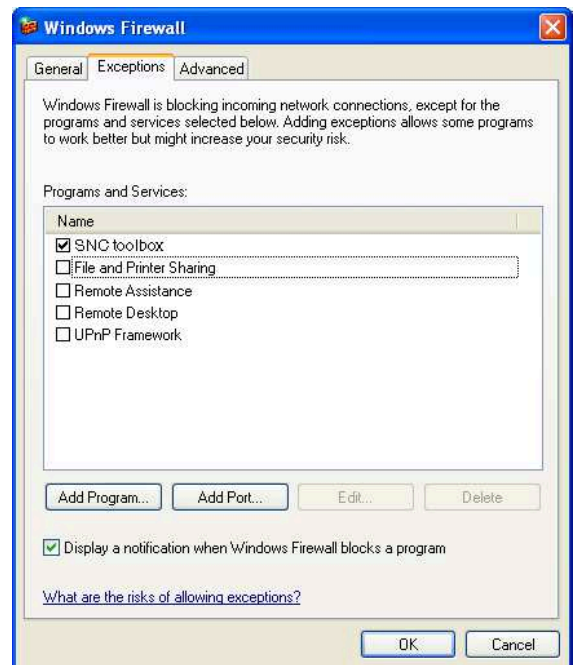 Windows Firewall
General Exceptions Advanced
Windows Firewall is blocking incoming network connections, except for the
programs and services selected below. Adding exceptions allows some programs
to work better but might increase your security risk.
Programs and Services:
Name
SNC toolbox
File and Printer Sharing
Remote Assistance
Remote Desktop
UPnP Framework
Add Program... Add Port... Edit... Delete
Display a notification when Windows Firewall blocks a program
What are the risks of allowing exceptions?
OK Cancel